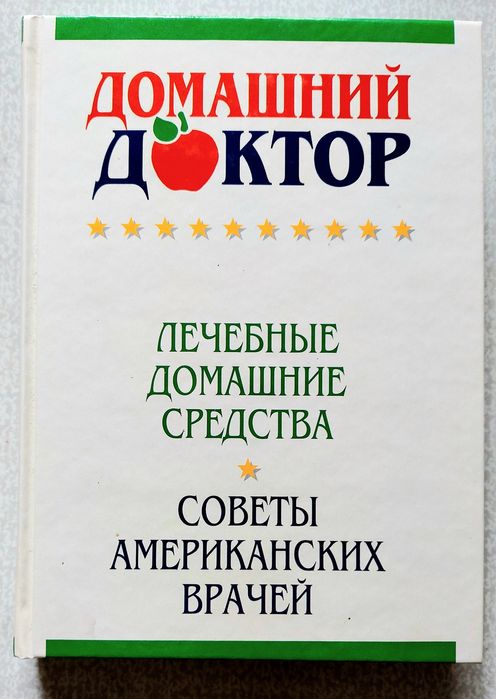 ДОМАШНИЙ
ДОКТОР
ЛЕЧЕБНЫЕ
ДОМАШНИЕ
СРЕДСТВА
СОВЕТЫ
АМЕРИКАНСКИХ
ВРАЧЕЙ